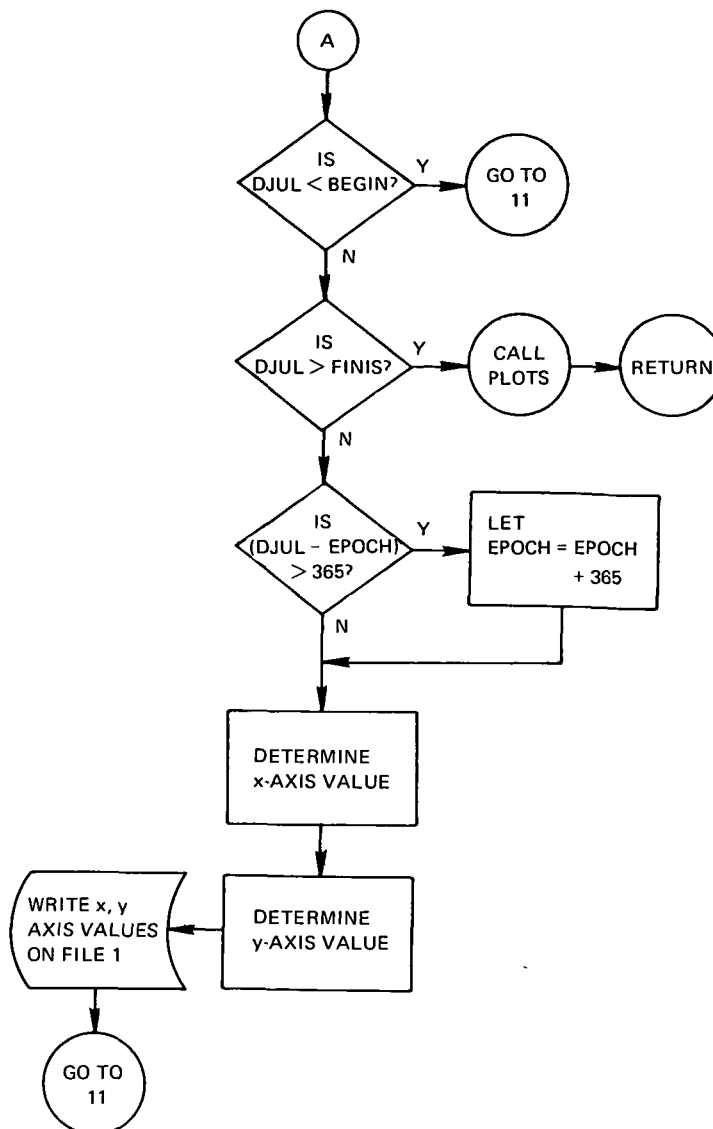 A
IS
DJUL < BEGIN?
Y
GO TO
11
N
IS
DJUL > FINIS?
Y
CALL
PLOTS
RETURN
N
IS
(DJUL - EPOCH)
> 365?
Y
LET
EPOCH = EPOCH
+ 365
N
DETERMINE
x-AXIS VALUE
WRITE x, y
AXIS VALUES
ON FILE 1
DETERMINE
y-AXIS VALUE
GO TO
11